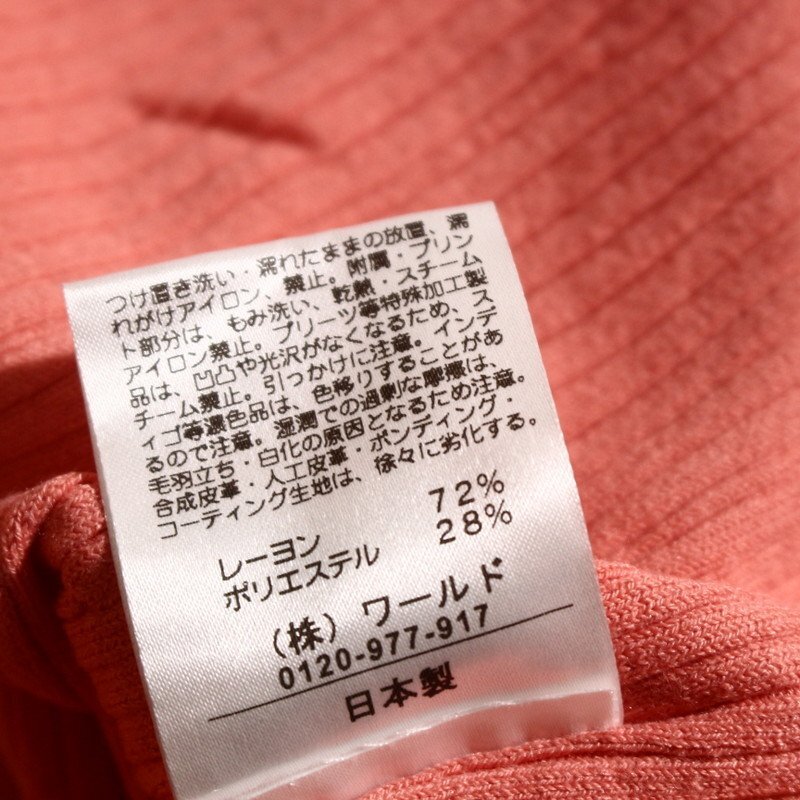 つけ置き洗い・濡れたままの放置、濡
れがけアイロン、禁止。附属・プリン
ト部分は、もみ洗い、乾熱・スチーム
アイロン禁止。プリーツ等特殊加工製
品は、凹凸や光沢がなくなるため、ス
チーム禁止。引っかけに注意。インデ
ィゴ等濃色品は、色移りすることがあ
るので注意。湿潤での過剰な摩擦は、
毛羽立ち・白化の原因となるため注意。
合成皮革・人工皮革・ボンディング・
コーティング生地は、徐々に劣化する。
レーヨン 72%
ポリエステル 28%
(株) ワールド
0120-977-917
日本製